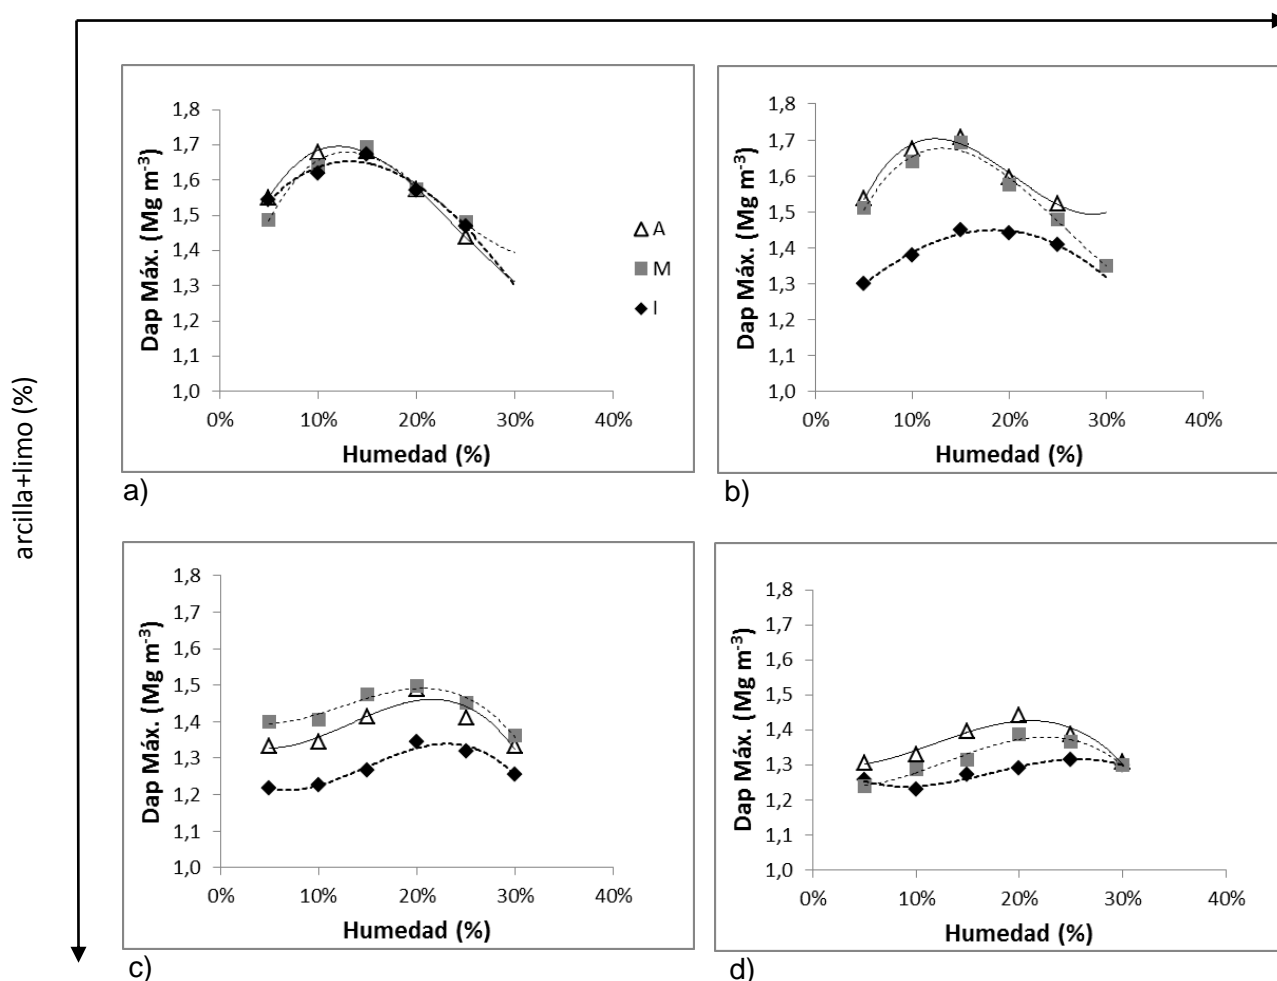 arcilla+limo (%)
Dap Máx. (Mg m-3)
1,8
1,7
1,6
1,5
1,4
1,3
1,2
1,1
1,0
0% 10% 20% 30% 40%
Humedad (%)
A
M
I
a)
Dap Máx. (Mg m-3)
1,8
1,7
1,6
1,5
1,4
1,3
1,2
1,1
1,0
0% 10% 20% 30% 40%
Humedad (%)
b)
Dap Máx. (Mg m-3)
1,8
1,7
1,6
1,5
1,4
1,3
1,2
1,1
1,0
0% 10% 20% 30% 40%
Humedad (%)
c)
Dap Máx. (Mg m-3)
1,8
1,7
1,6
1,5
1,4
1,3
1,2
1,1
1,0
0% 10% 20% 30% 40%
Humedad (%)
d)